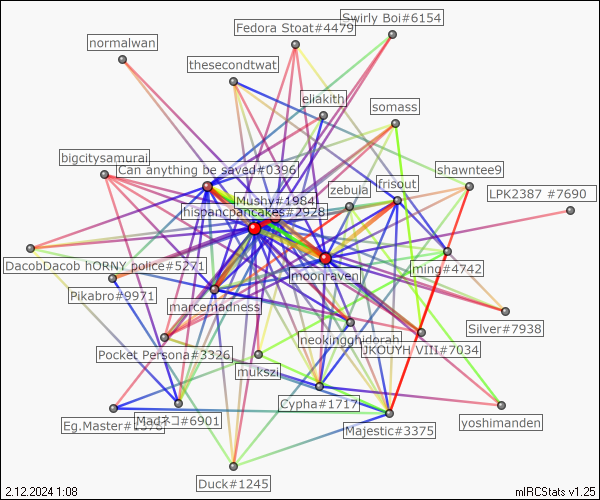 Swirly Boi#6154
Fedora Stoat#4479
normalwan
thesecondtwat
eliakith
somass
bigcitysamurai
Can anything be saved#0396
shawntee9
zebula
frisout
LPK2387 #7690
Mushy#1984
hispancpancakes#2928
DacobDacob hORNY police#5271
moonraven
ming#4742
Pikabro#9971
marcemadness
Silver#7938
neokingghidorah
JKOUYH VIII#7034
Pocket Persona#3326
mukszi
Cypha#1717
Eg.Master#1378
Madネコ#6901
Majestic#3375
yoshimanden
Duck#1245
2.12.2024 1:08
mIRCStats v1.25